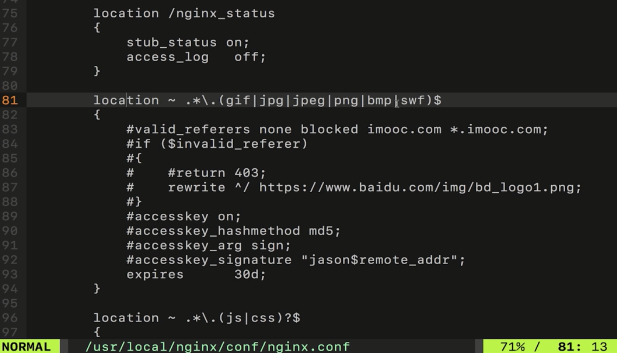 74
75 location /nginx_status
76 {
77 stub_status on;
78 access_log off;
79 }
80
81 location ~ .*\.(gif|jpg|jpeg|png|bmp|swf)$
82 {
83 #valid_referers none blocked imooc.com *.imooc.com;
84 #if ($invalid_referer)
85 #{
86 # #return 403;
87 # rewrite ^/ https://www.baidu.com/img/bd_logo1.png;
88 #}
89 #accesskey on;
90 #accesskey_hashmethod md5;
91 #accesskey_arg sign;
92 #accesskey_signature "jason$remote_addr";
93 expires 30d;
94 }
95
96 location ~ .*\.(js|css)?$
97 {
NORMAL /usr/local/nginx/conf/nginx.conf 71% / 81: 13